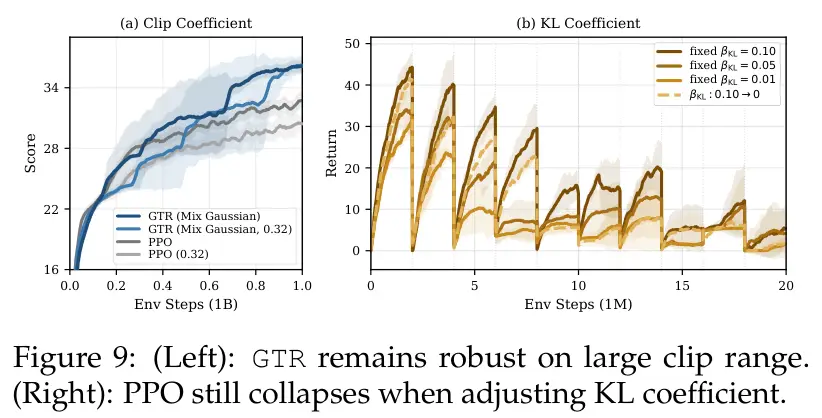 (a) Clip Coefficient
Score
34
28
22
16
GTR (Mix Gaussian)
GTR (Mix Gaussian, 0.32)
PPO
PPO (0.32)
0.0 0.2 0.4 0.6 0.8 1.0
Env Steps (1B)
(b) KL Coefficient
Return
50
40
30
20
10
0
fixed βKL = 0.10
fixed βKL = 0.05
fixed βKL = 0.01
βKL : 0.10→0
0 5 10 15 20
Env Steps (1M)
Figure 9: (Left): GTR remains robust on large clip range.
(Right): PPO still collapses when adjusting KL coefficient.